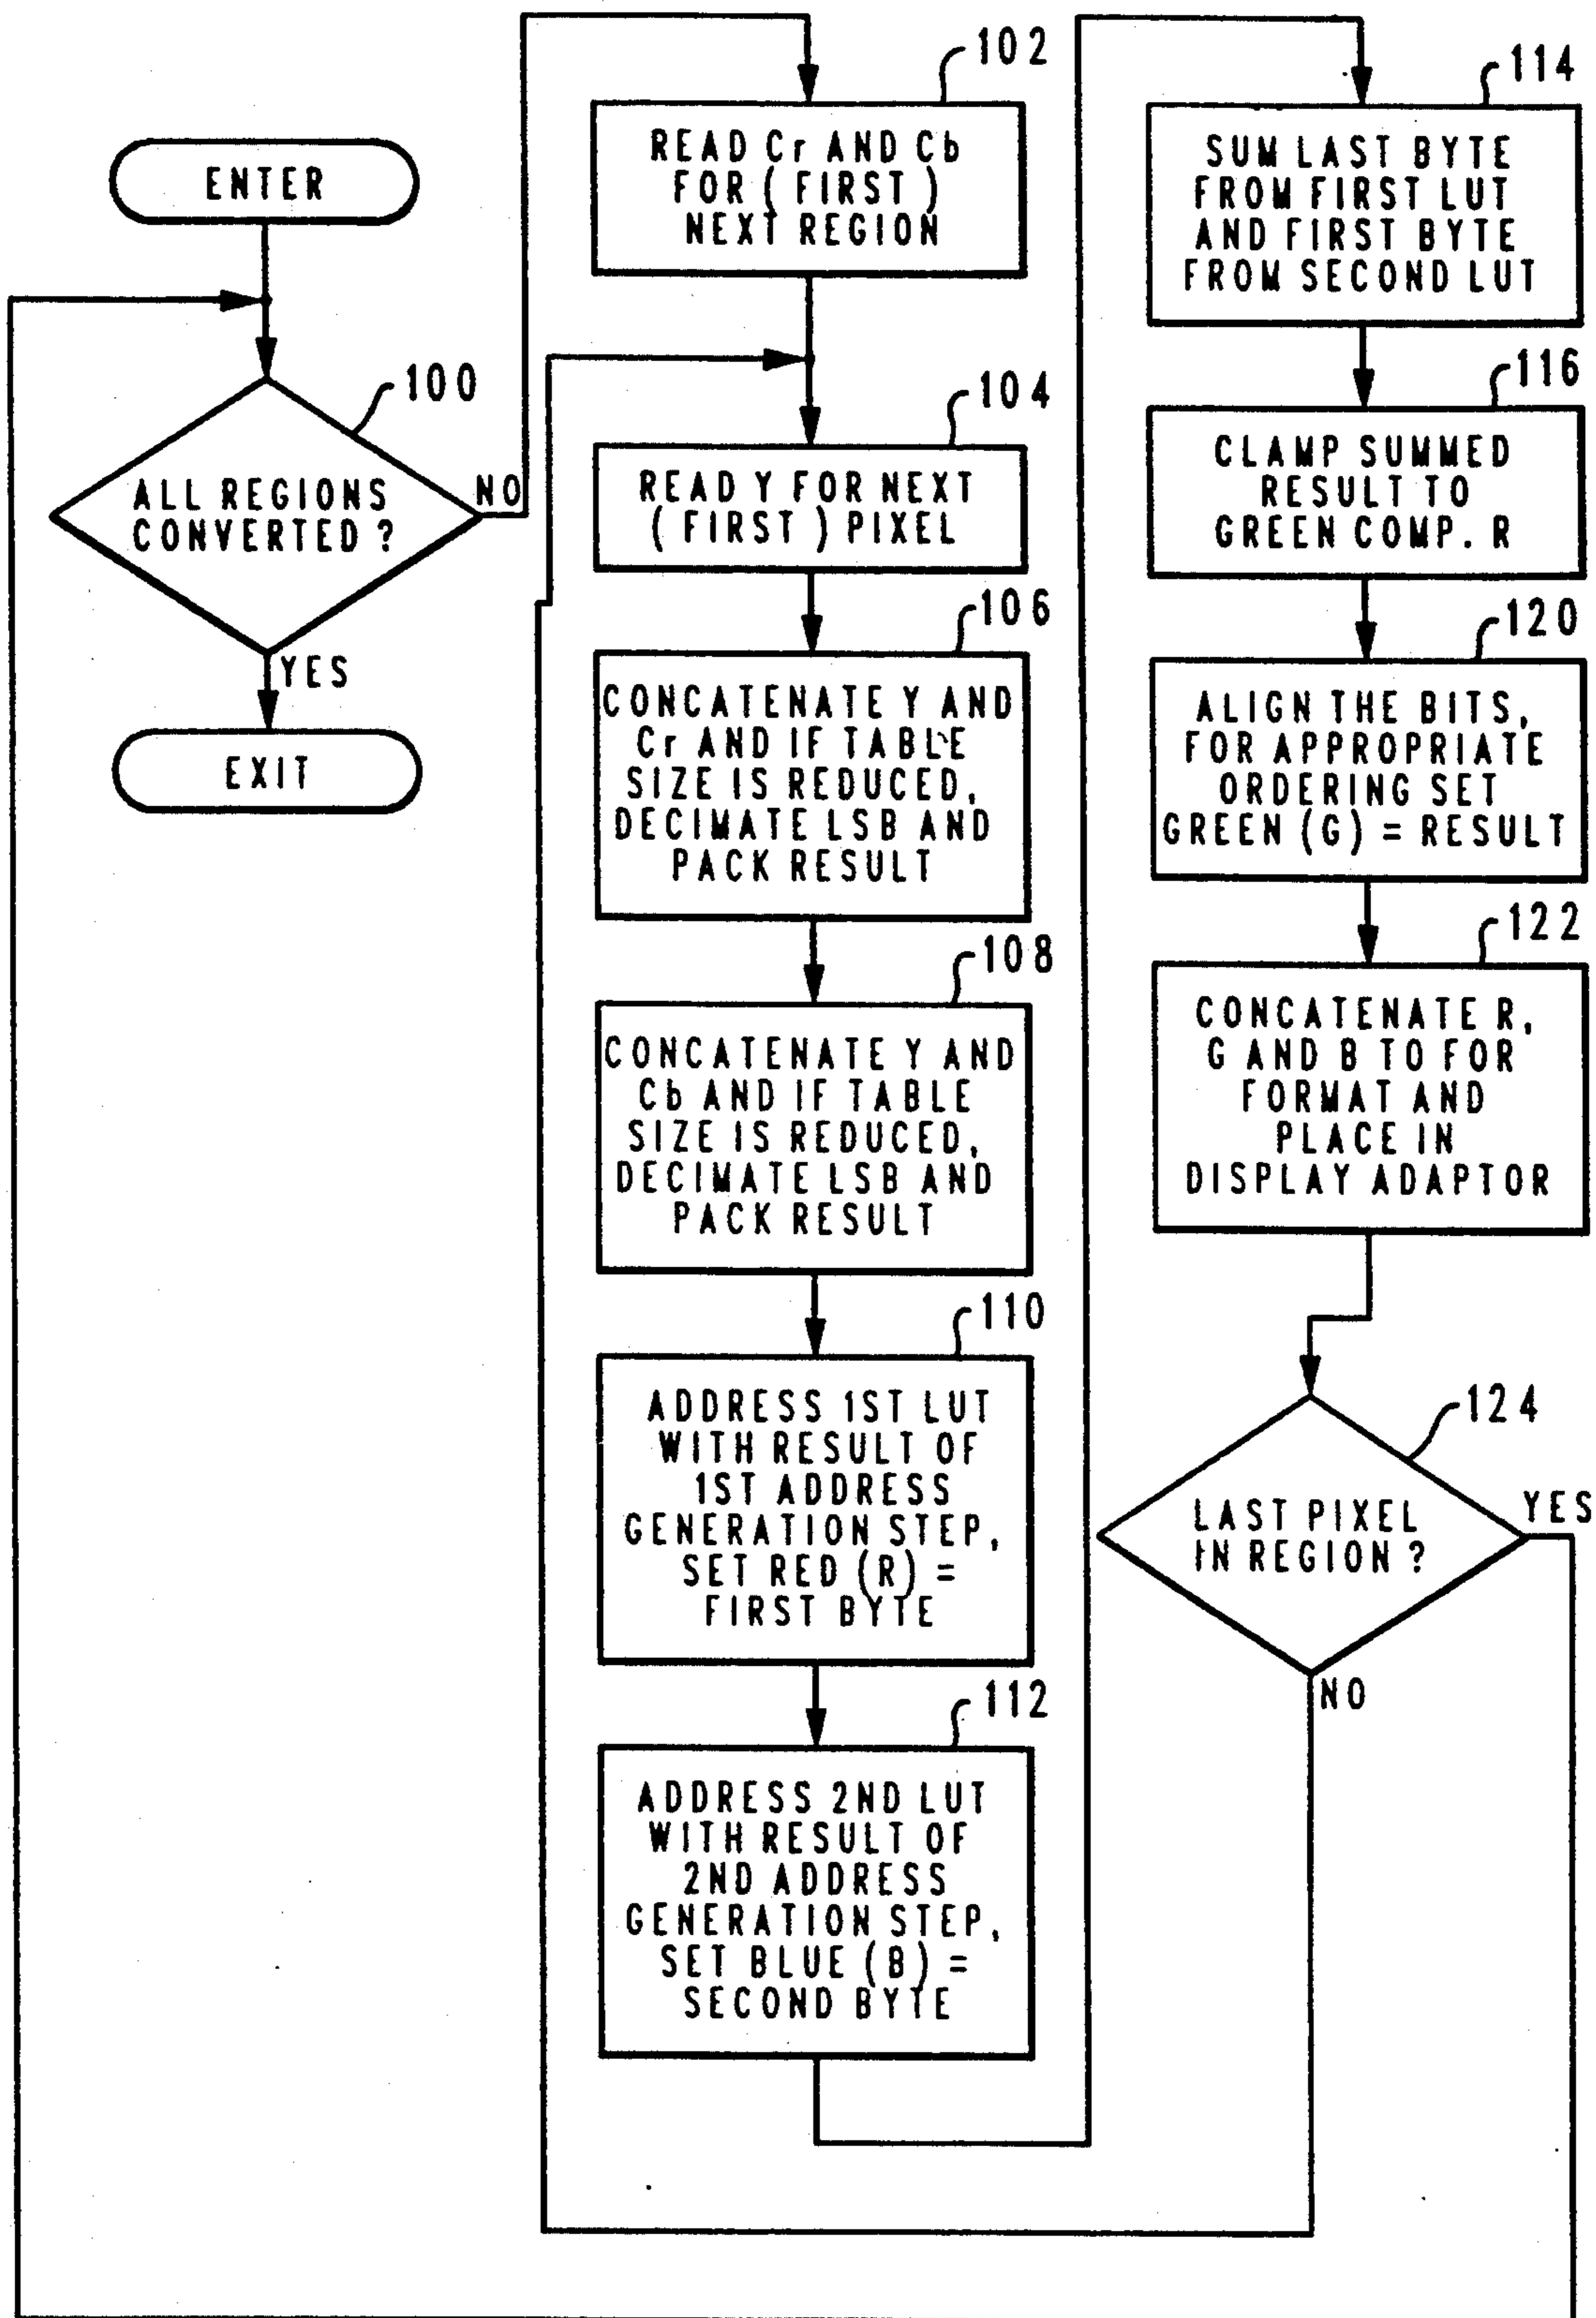 ENTER
100
ALL REGIONS
CONVERTED ?
NO
YES
EXIT
102
READ Cr AND Cb
FOR ( FIRST )
NEXT REGION
104
READ Y FOR NEXT
( FIRST ) PIXEL
106
CONCATENATE Y AND
Cr AND IF TABLE
SIZE IS REDUCED,
DECIMATE LSB AND
PACK RESULT
108
CONCATENATE Y AND
Cb AND IF TABLE
SIZE IS REDUCED,
DECIMATE LSB AND
PACK RESULT
110
ADDRESS 1ST LUT
WITH RESULT OF
1ST ADDRESS
GENERATION STEP,
SET RED (R) =
FIRST BYTE
112
ADDRESS 2ND LUT
WITH RESULT OF
2ND ADDRESS
GENERATION STEP,
SET BLUE (B) =
SECOND BYTE
114
SUM LAST BYTE
FROM FIRST LUT
AND FIRST BYTE
FROM SECOND LUT
116
CLAMP SUMMED
RESULT TO
GREEN COMP. R
120
ALIGN THE BITS,
FOR APPROPRIATE
ORDERING SET
GREEN (G) = RESULT
122
CONCATENATE R,
G AND B TO FOR
FORMAT AND
PLACE IN
DISPLAY ADAPTOR
124
LAST PIXEL
IN REGION ?
YES
NO